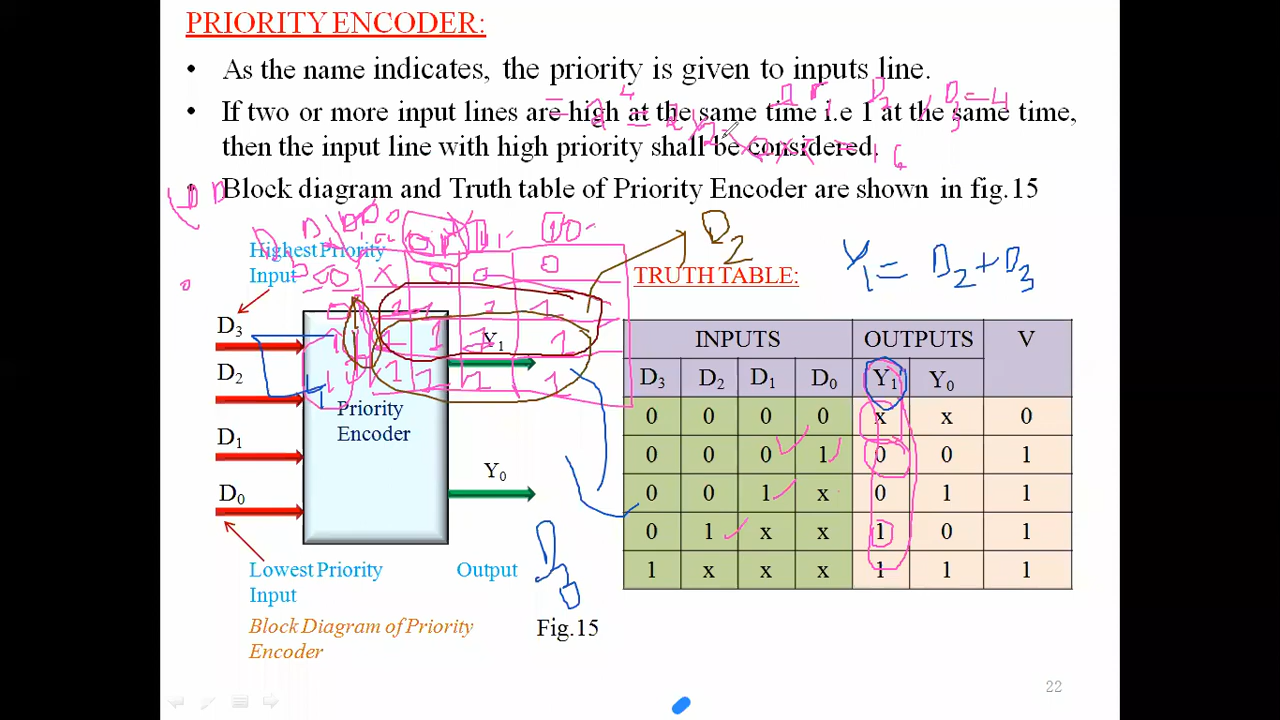 PRIORITY ENCODER:
• As the name indicates, the priority is given to inputs line.
• If two or more input lines are high at the same time i.e 1 at the same time,
then the input line with high priority shall be considered.
• Block diagram and Truth table of Priority Encoder are shown in fig.15
Highest Priority
Input
D3
D2
D1
D0
Priority
Encoder
Y1
Y0
Lowest Priority
Input
Output
Block Diagram of Priority
Encoder
Fig.15
D2
Y1 = D2 + D3
TRUTH TABLE:
INPUTS OUTPUTS V
D3 D2 D1 D0 Y1 Y0
0 0 0 0 x x 0
0 0 0 1 0 0 1
0 0 1 x 0 1 1
0 1 x x 1 0 1
1 x x x 1 1 1
22